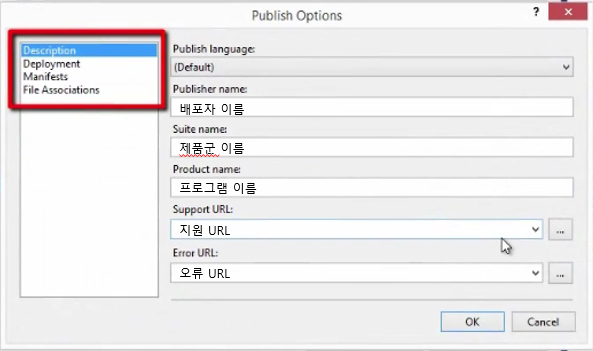 Publish Options
?
Description
Deployment
Manifests
File Associations
Publish language:
(Default)
Publisher name:
배포자 이름
Suite name:
제품군 이름
Product name:
프로그램 이름
Support URL:
지원 URL
...
Error URL:
오류 URL
...
OK
Cancel